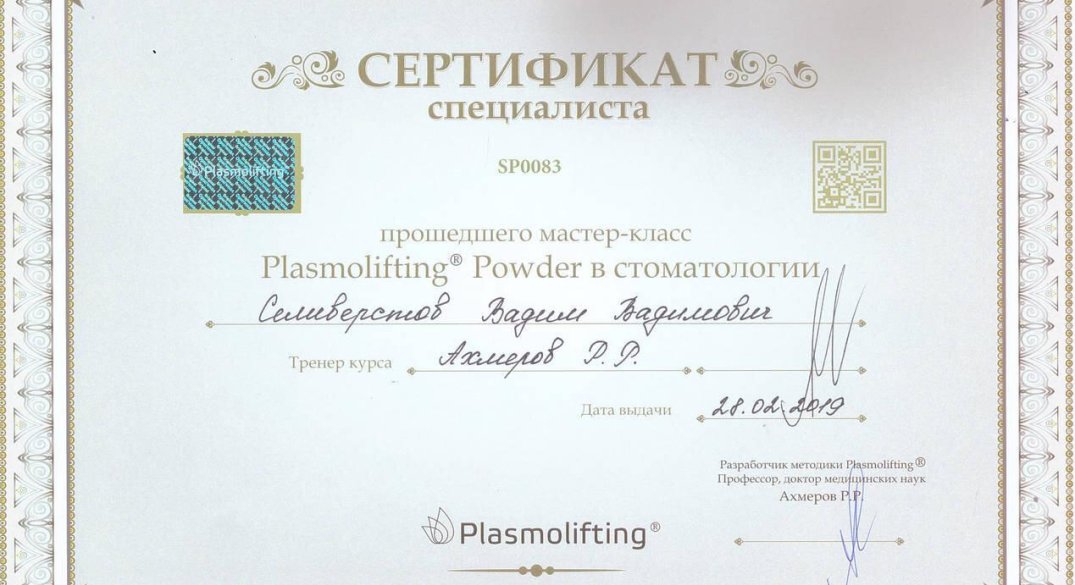 СЕРТИФИКАТ
специалиста
© Plasmolifting
SP0083
прошедшего мастер-класс
Plasmolifting® Powder в стоматологии
Селиверстов Вадим Вадимович
Тренер курса Ахмеров Р.Р.
Дата выдачи 28.02.2019
Разработчик методики Plasmolifting®
Профессор, доктор медицинских наук
Ахмеров Р.Р.
Plasmolifting®